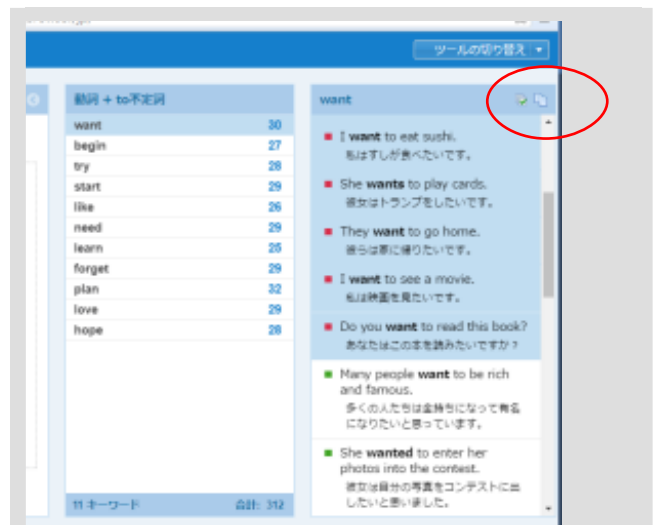 ツールの切り替え
動詞 + to不定詞
want 30
begin 27
try 28
start 29
like 26
need 29
learn 25
forget 29
plan 32
love 29
hope 28
11 キーワード 合計: 312
want
I want to eat sushi.
私はすしが食べたいです。
She wants to play cards.
彼女はトランプをしたいです。
They want to go home.
彼らは家に帰りたいです。
I want to see a movie.
私は映画を見たいです。
Do you want to read this book?
あなたはこの本を読みたいですか？
Many people want to be rich
and famous.
多くの人たちは金持ちになって有名
になりたいと思っています。
She wanted to enter her
photos into the contest.
彼女は自分の写真をコンテストに出
したいと思いました。